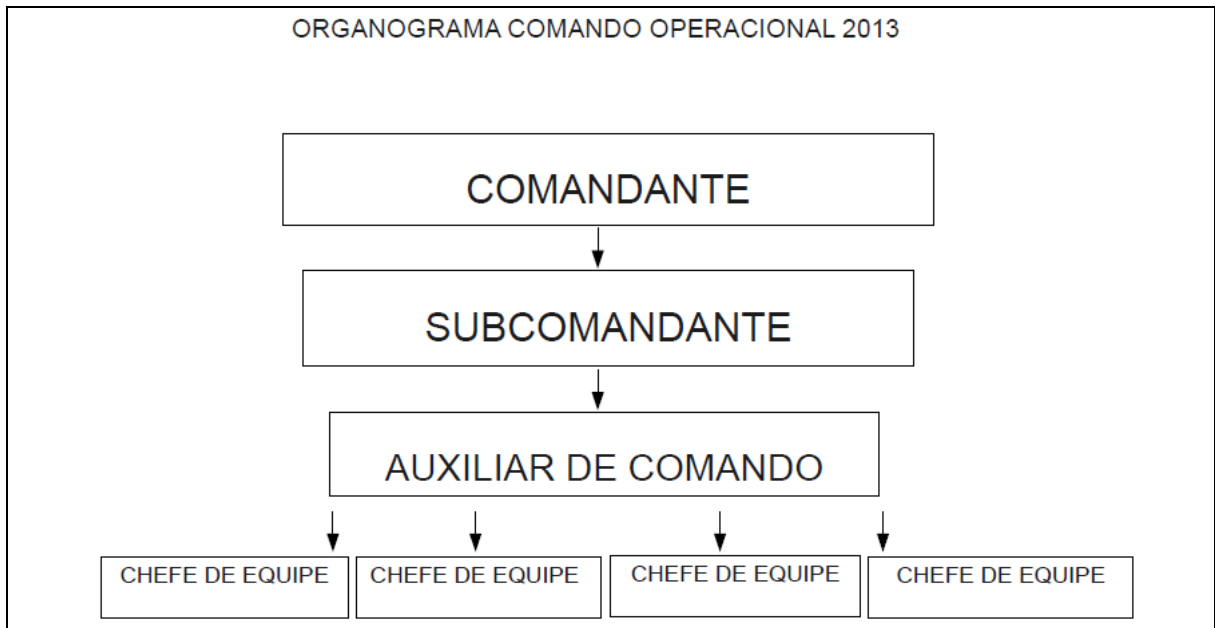 ORGANOGRAMA COMANDO OPERACIONAL 2013
COMANDANTE
SUBCOMANDANTE
AUXILIAR DE COMANDO
CHEFE DE EQUIPE
CHEFE DE EQUIPE
CHEFE DE EQUIPE
CHEFE DE EQUIPE